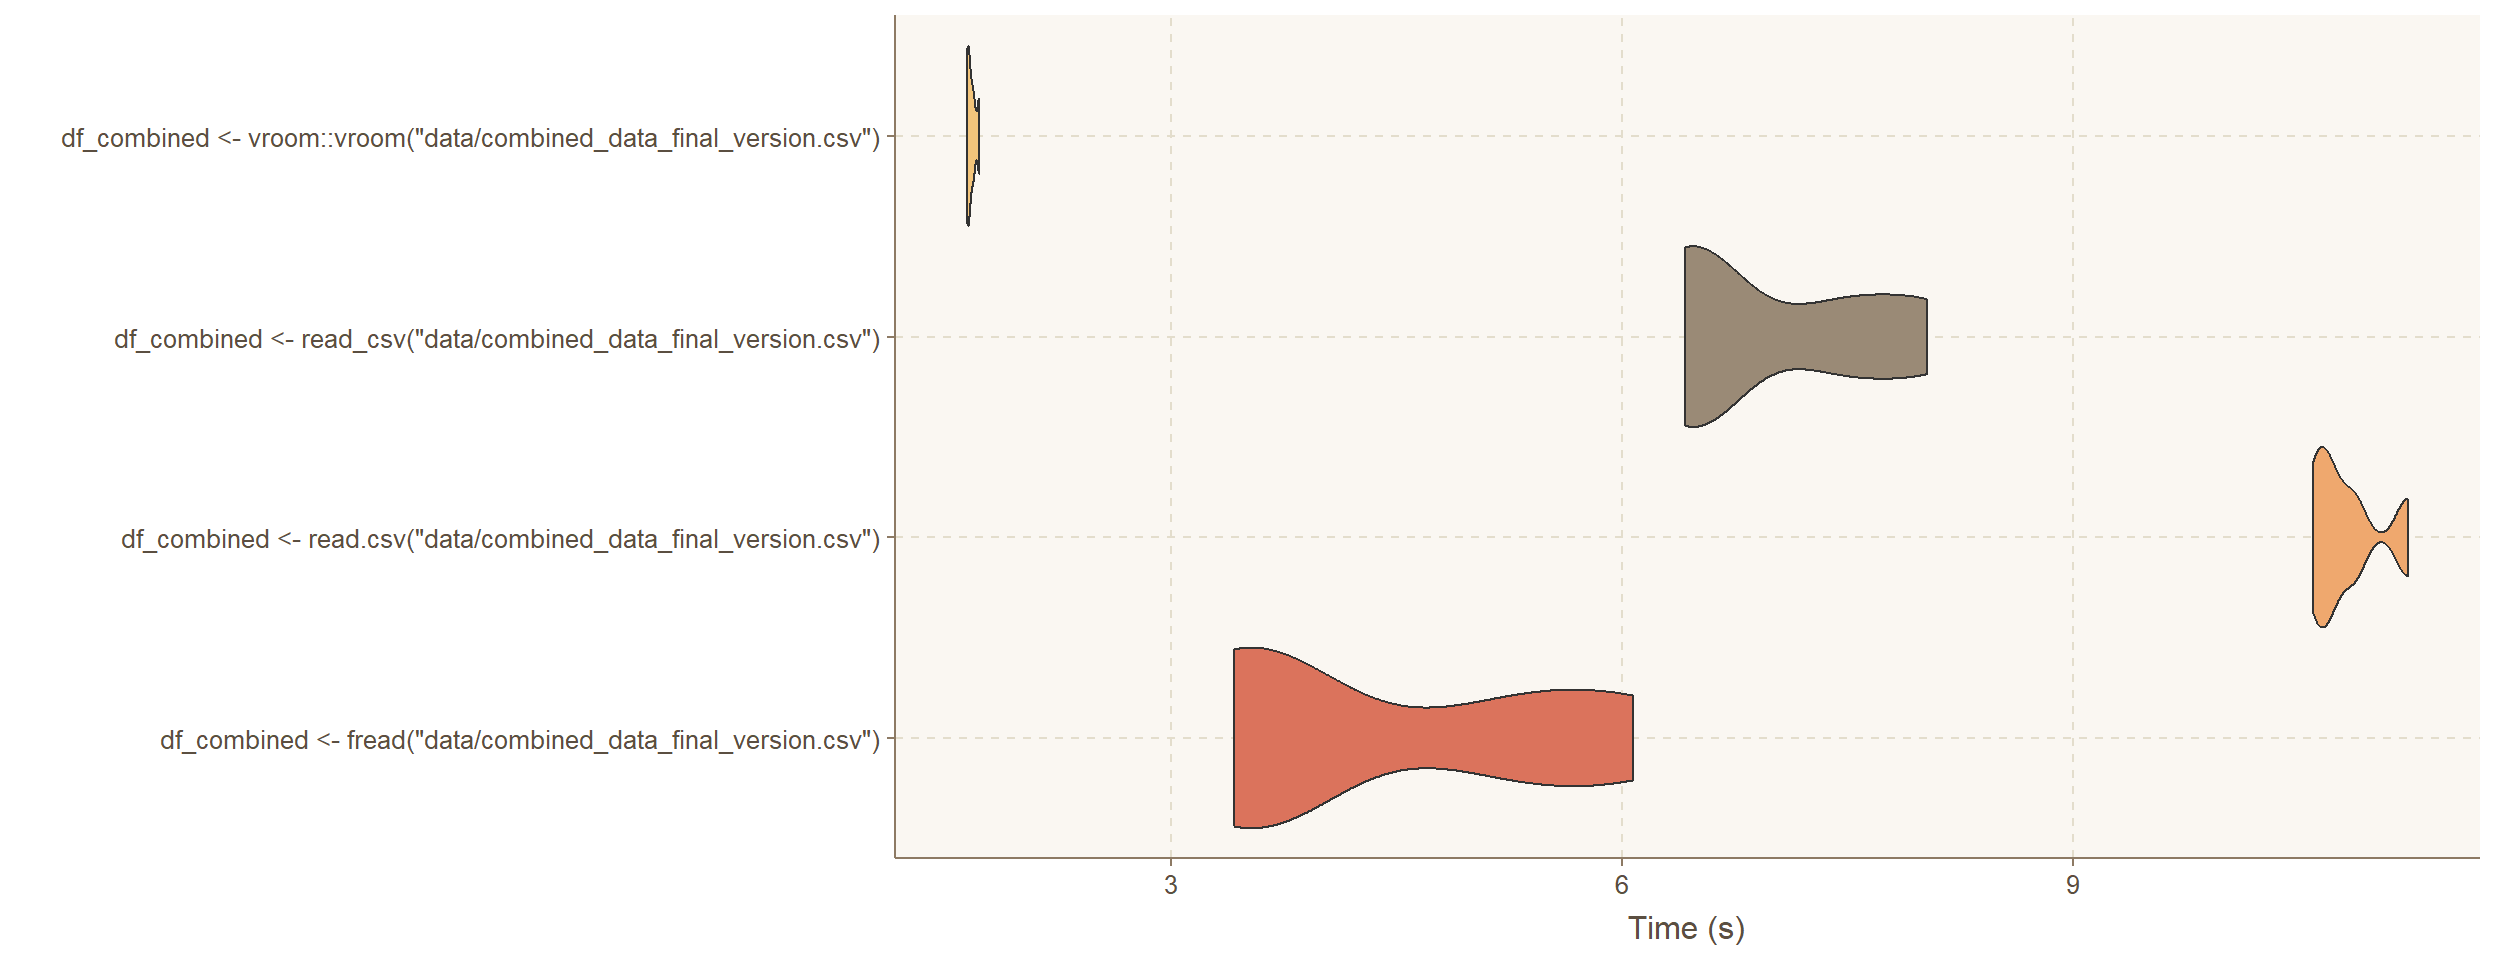 df_combined <- vroom::vroom("data/combined_data_final_version.csv")
df_combined <- read_csv("data/combined_data_final_version.csv")
df_combined <- read.csv("data/combined_data_final_version.csv")
df_combined <- fread("data/combined_data_final_version.csv")
3 6 9
Time (s)